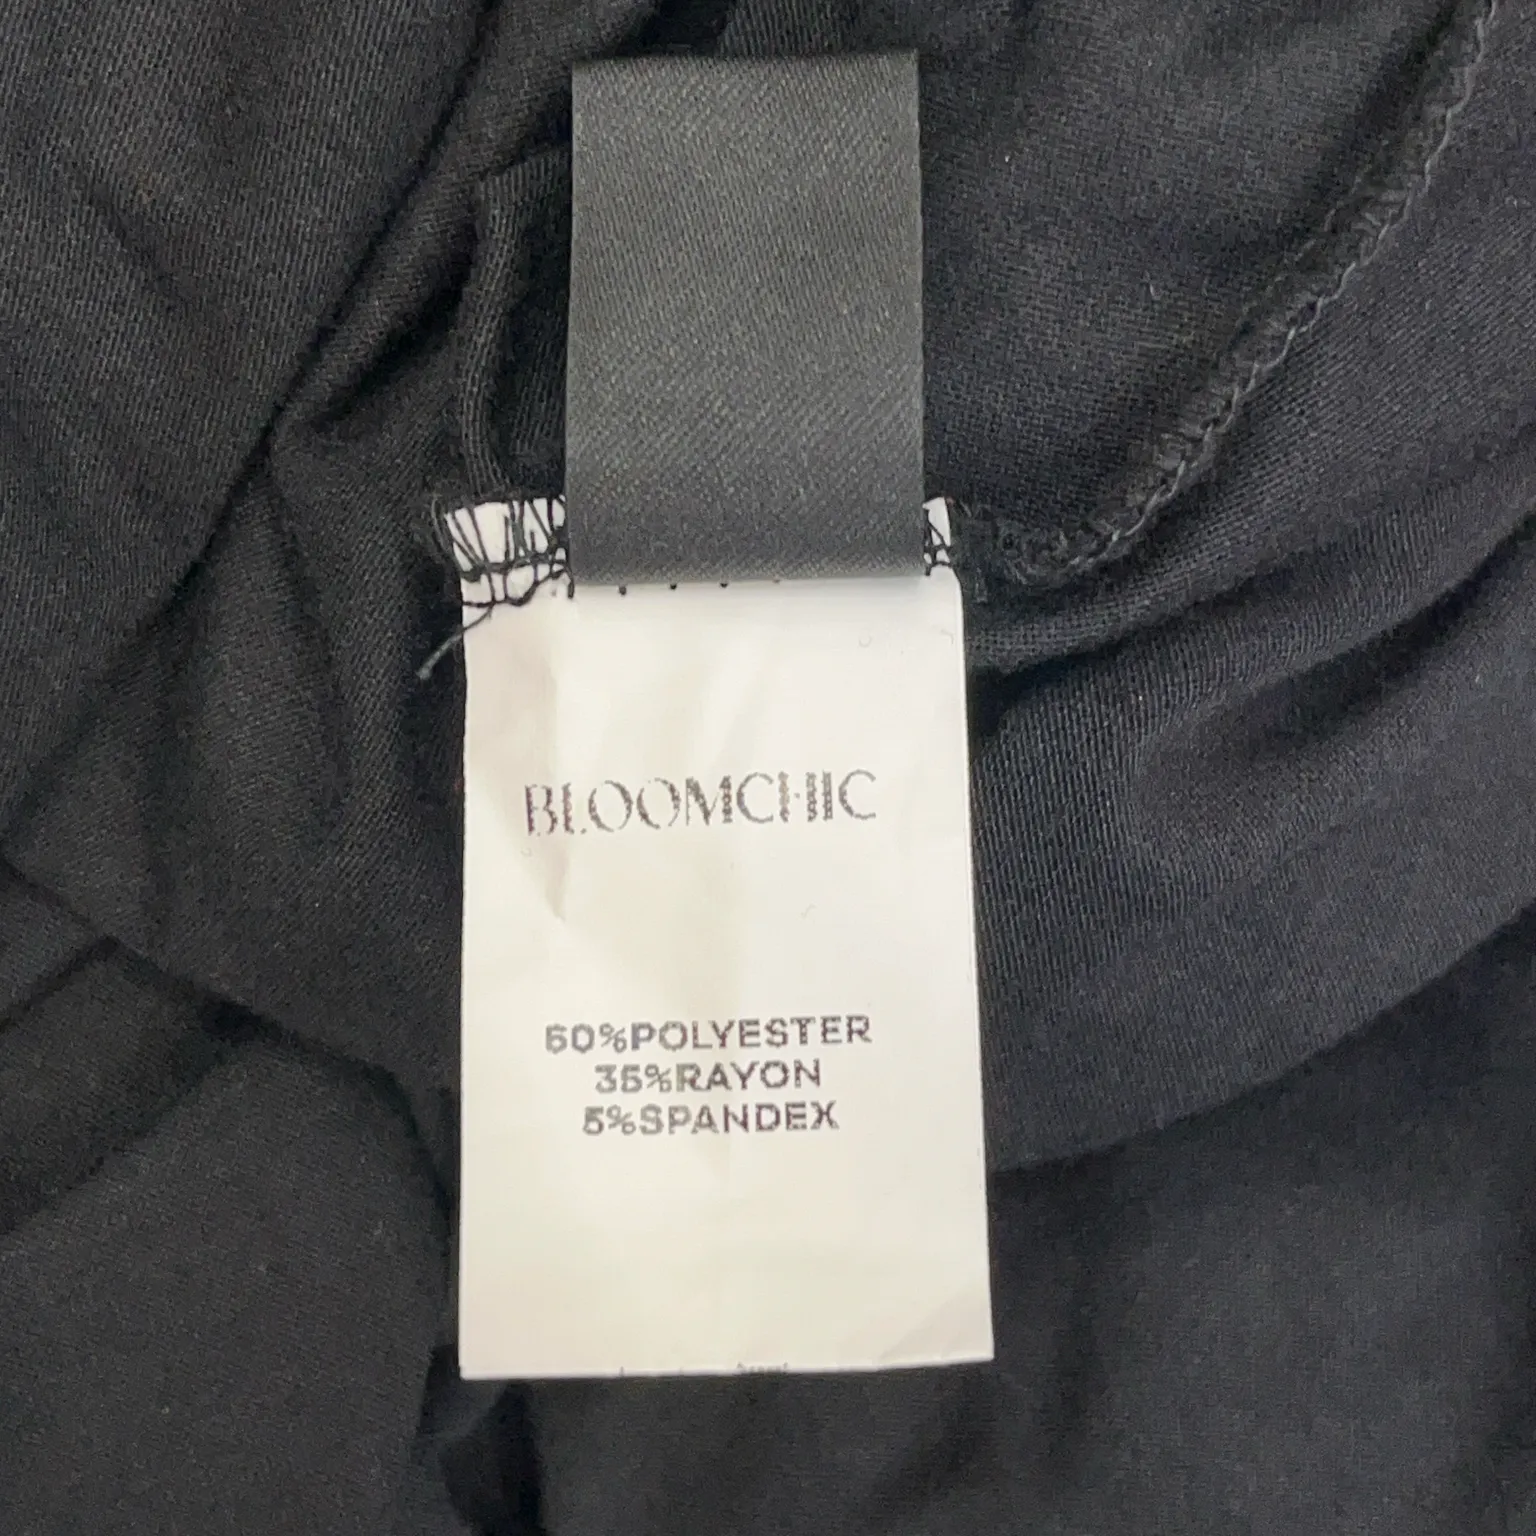 BLOOMCHIC
60%POLYESTER
35%RAYON
5%SPANDEX